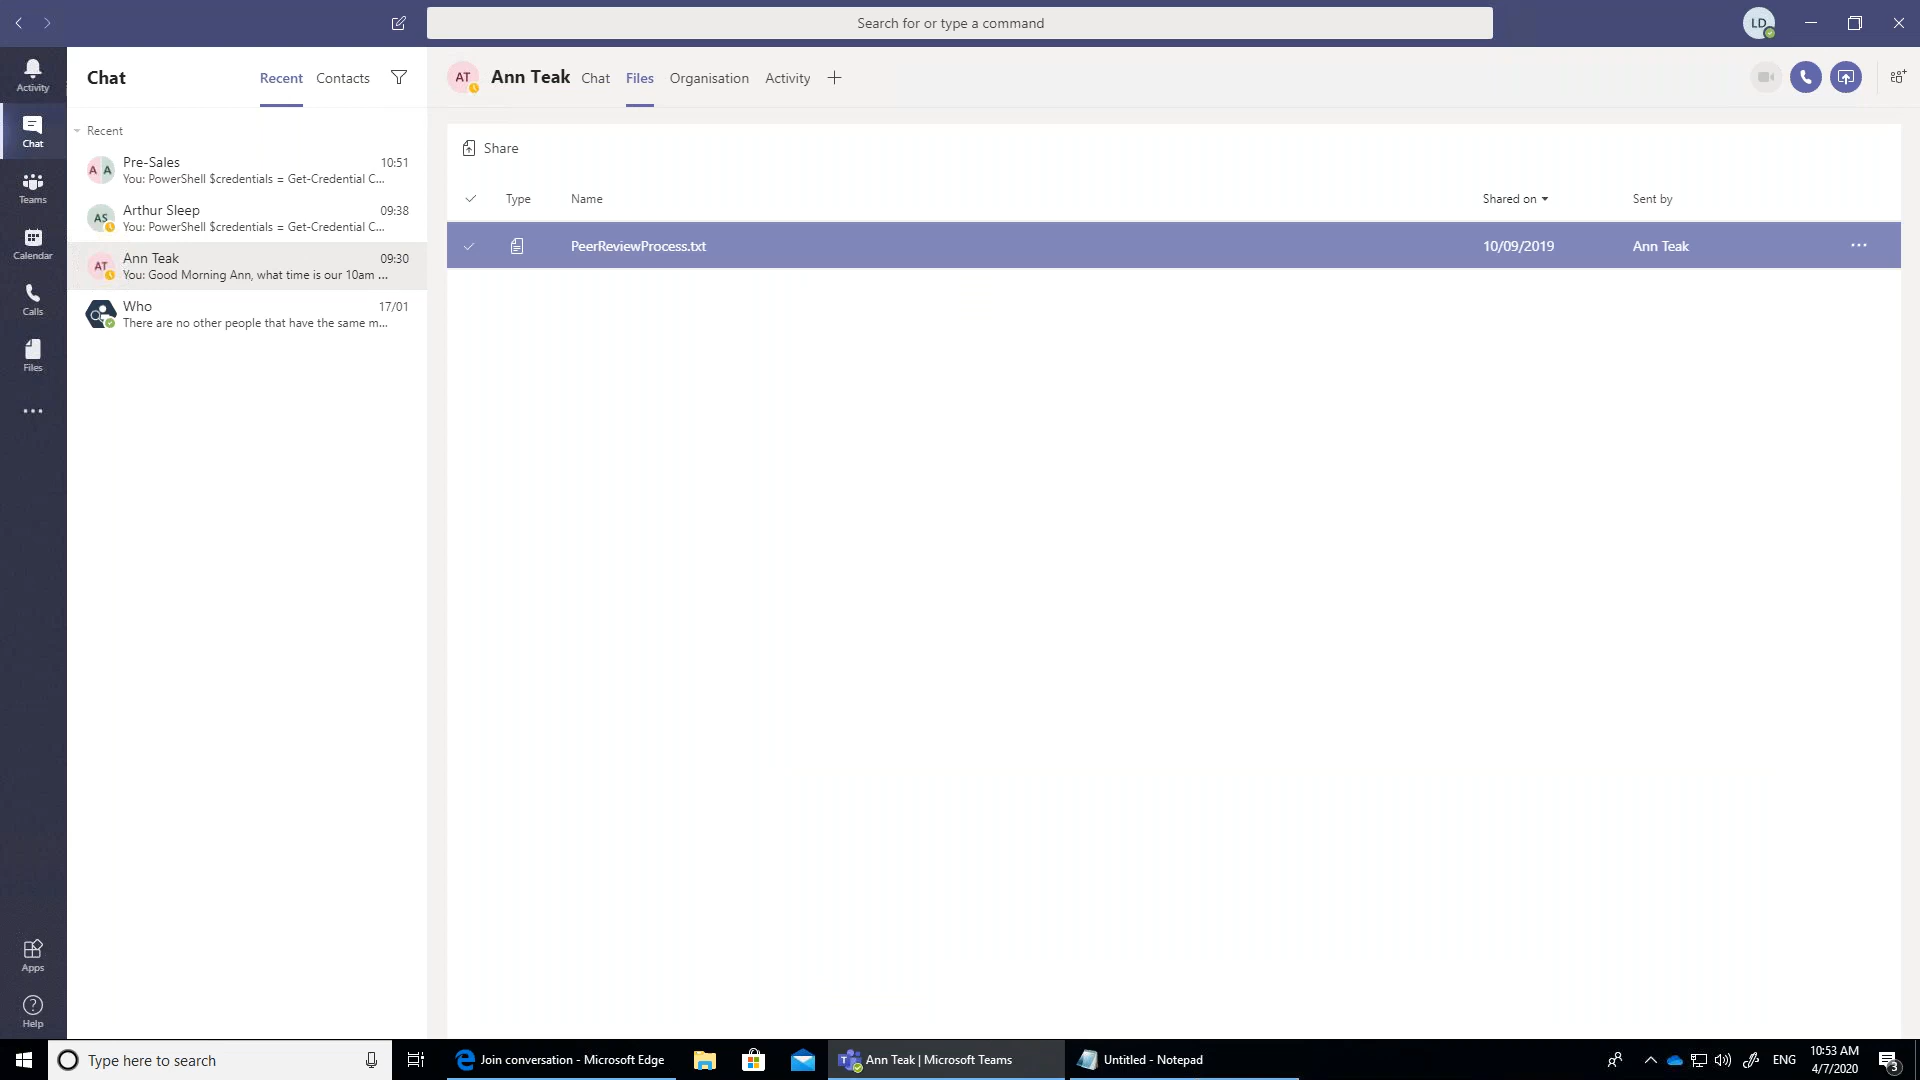 Search for or type a command
LD
Activity
Chat
Teams
Calendar
Calls
Files
Apps
Help
Chat
Recent
Contacts
Recent
A A
Pre-Sales
10:51
You: PowerShell $credentials = Get-Credential C...
AS
Arthur Sleep
09:38
You: PowerShell $credentials = Get-Credential C...
AT
Ann Teak
09:30
You: Good Morning Ann, what time is our 10am ...
Who
17/01
There are no other people that have the same m...
AT
Ann Teak
Chat
Files
Organisation
Activity
Share
Type
Name
Shared on
Sent by
PeerReviewProcess.txt
10/09/2019
Ann Teak
Type here to search
Join conversation - Microsoft Edge
Ann Teak | Microsoft Teams
Untitled - Notepad
ENG
10:53 AM
4/7/2020
3